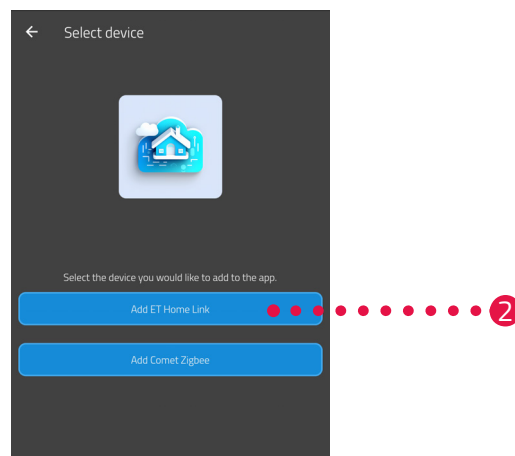 Select device
Select the device you would like to add to the app.
Add ET Home Link
2
Add Comet Zigbee